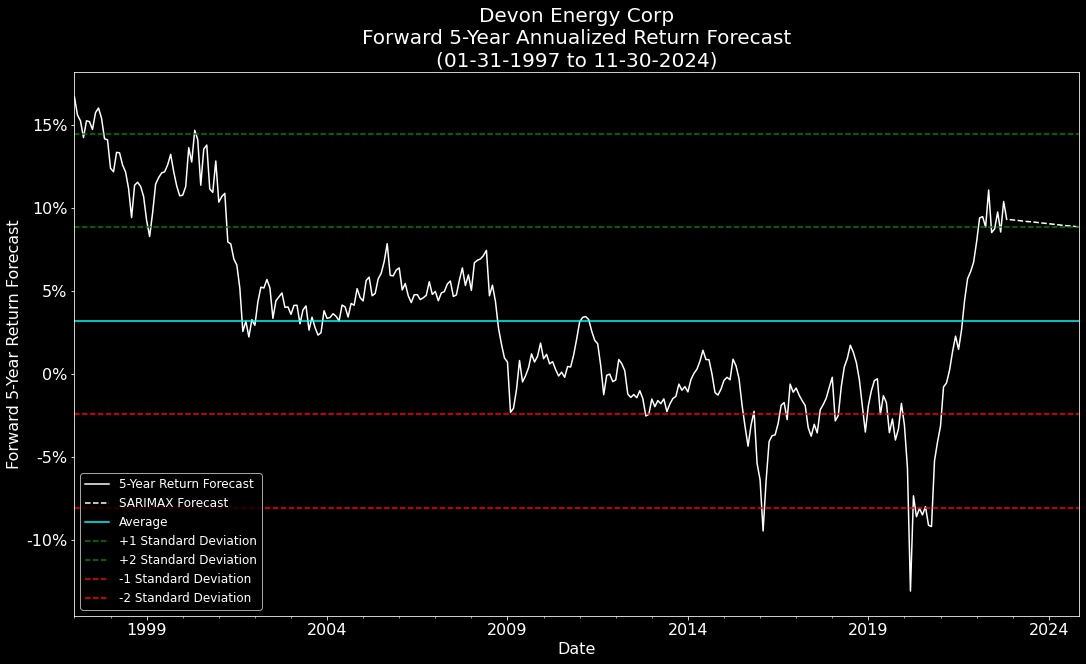 Devon Energy Corp
Forward 5-Year Annualized Return Forecast
(01-31-1997 to 11-30-2024)
Forward 5-Year Return Forecast
15%
10%
5%
0%
-5%
-10%
5-Year Return Forecast
SARIMAX Forecast
Average
+1 Standard Deviation
+2 Standard Deviation
-1 Standard Deviation
-2 Standard Deviation
1999 2004 2009 2014 2019 2024
Date